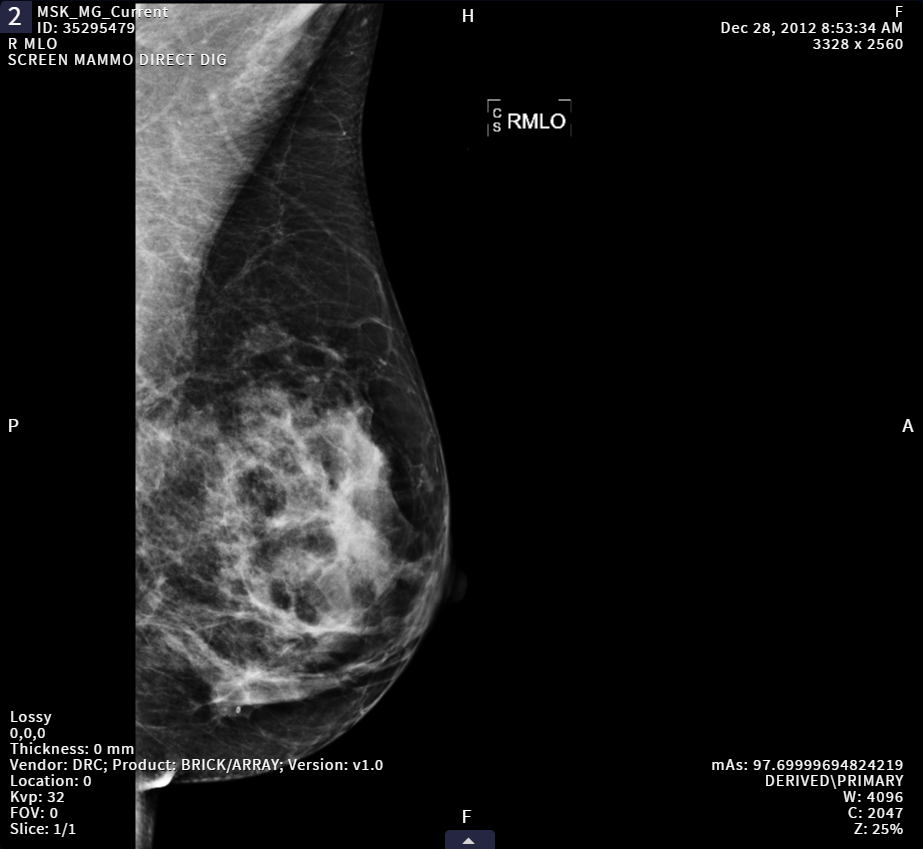 2
MSK_MG_Current
ID: 35295479
R MLO
SCREEN MAMMO DIRECT DIG
H
F
Dec 28, 2012 8:53:34 AM
3328 x 2560
C
S
RMLO
P
A
Lossy
0,0,0
Thickness: 0 mm
Vendor: DRC; Product: BRICK/ARRAY; Version: v1.0
Location: 0
Kvp: 32
FOV: 0
Slice: 1/1
F
mAs: 97.69999694824219
DERIVED\PRIMARY
W: 4096
C: 2047
Z: 25%